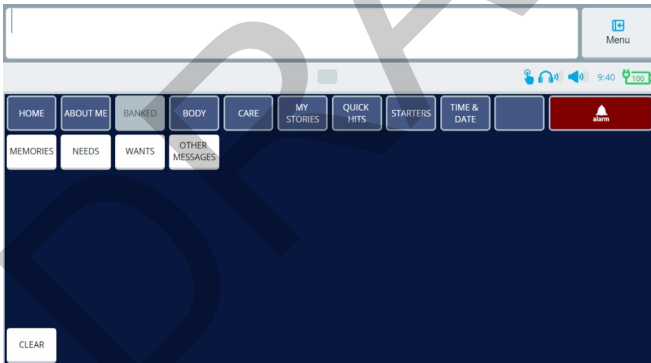 Menu
9:40 100
HOME ABOUT ME BANKED BODY CARE MY STORIES QUICK HITS STARTERS TIME & DATE alarm
MEMORIES NEEDS WANTS OTHER MESSAGES
CLEAR
DRA